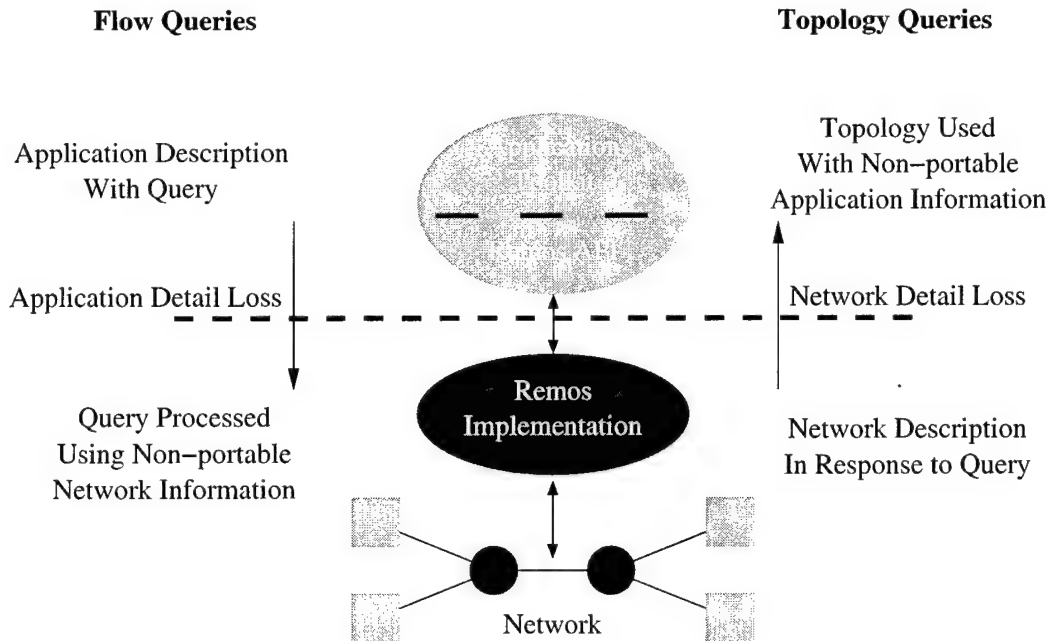 Flow Queries
Topology Queries
Application Description
With Query
Application
Topology Used
With Non-portable
Application Information
Application Detail Loss
Network Detail Loss
Remos
Implementation
Query Processed
Using Non-portable
Network Information
Network Description
In Response to Query
Network